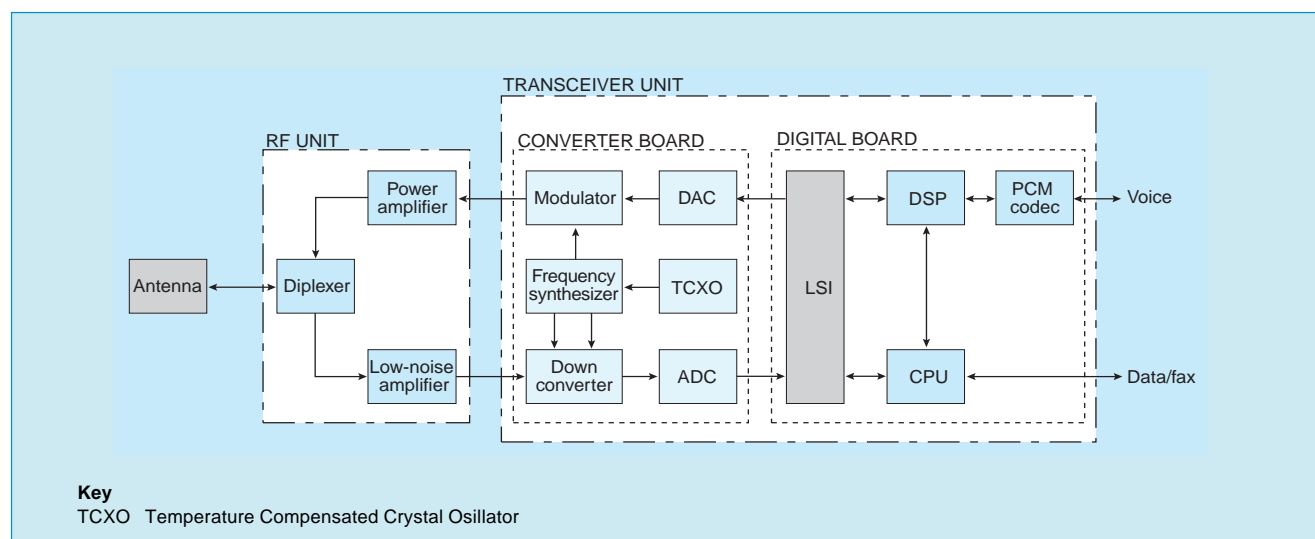 TRANSCEIVER UNIT
RF UNIT
CONVERTER BOARD
DIGITAL BOARD
Power
amplifier
Modulator
DAC
DSP
PCM
codec
Voice
Antenna
Diplexer
Frequency
synthesizer
TCXO
LSI
Low-noise
amplifier
Down
converter
ADC
CPU
Data/fax
Key
TCXO Temperature Compensated Crystal Osillator